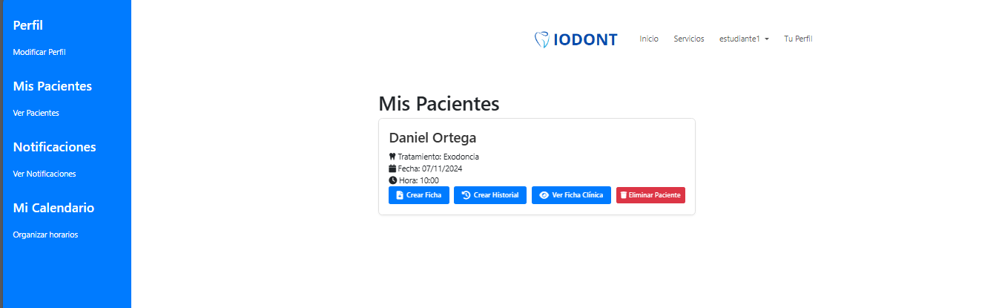 Perfil
Modificar Perfil
Mis Pacientes
Ver Pacientes
Notificaciones
Ver Notificaciones
Mi Calendario
Organizar horarios
IODONT Inicio Servicios estudiante1 Tu Perfil
Mis Pacientes
Daniel Ortega
Tratamiento: Exodoncia
Fecha: 07/11/2024
Hora: 10:00
Crear Ficha Crear Historial Ver Ficha Clínica Eliminar Paciente